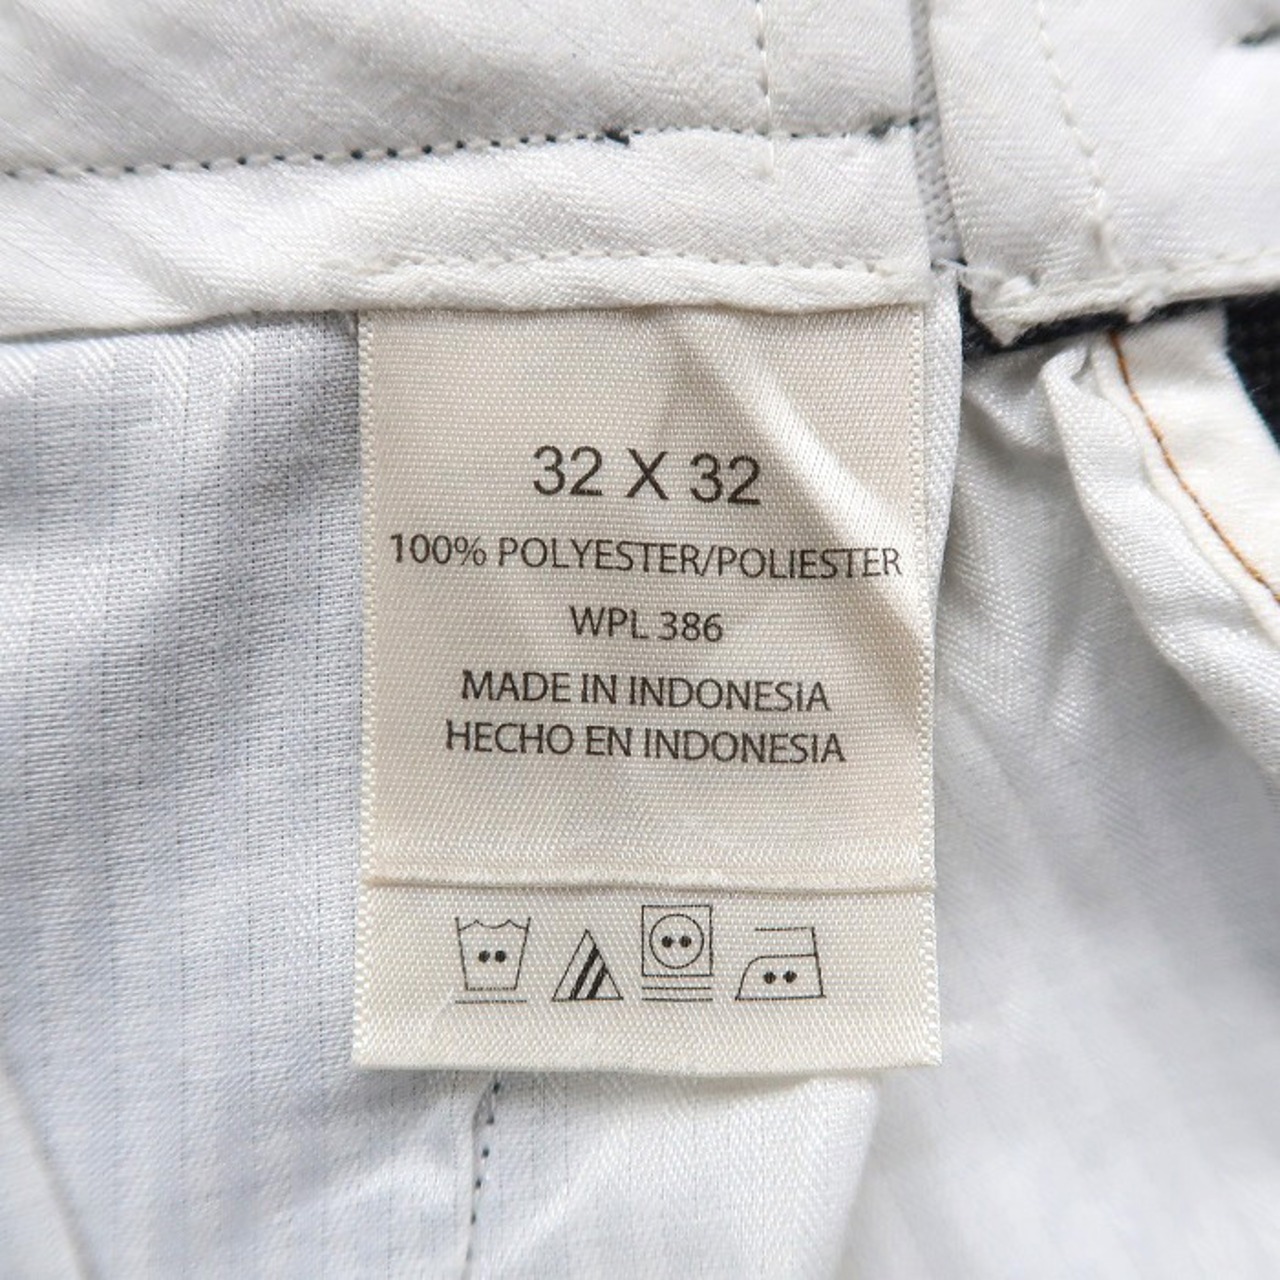 32 X 32
100% POLYESTER/POLIESTER
WPL 386
MADE IN INDONESIA
HECHO EN INDONESIA